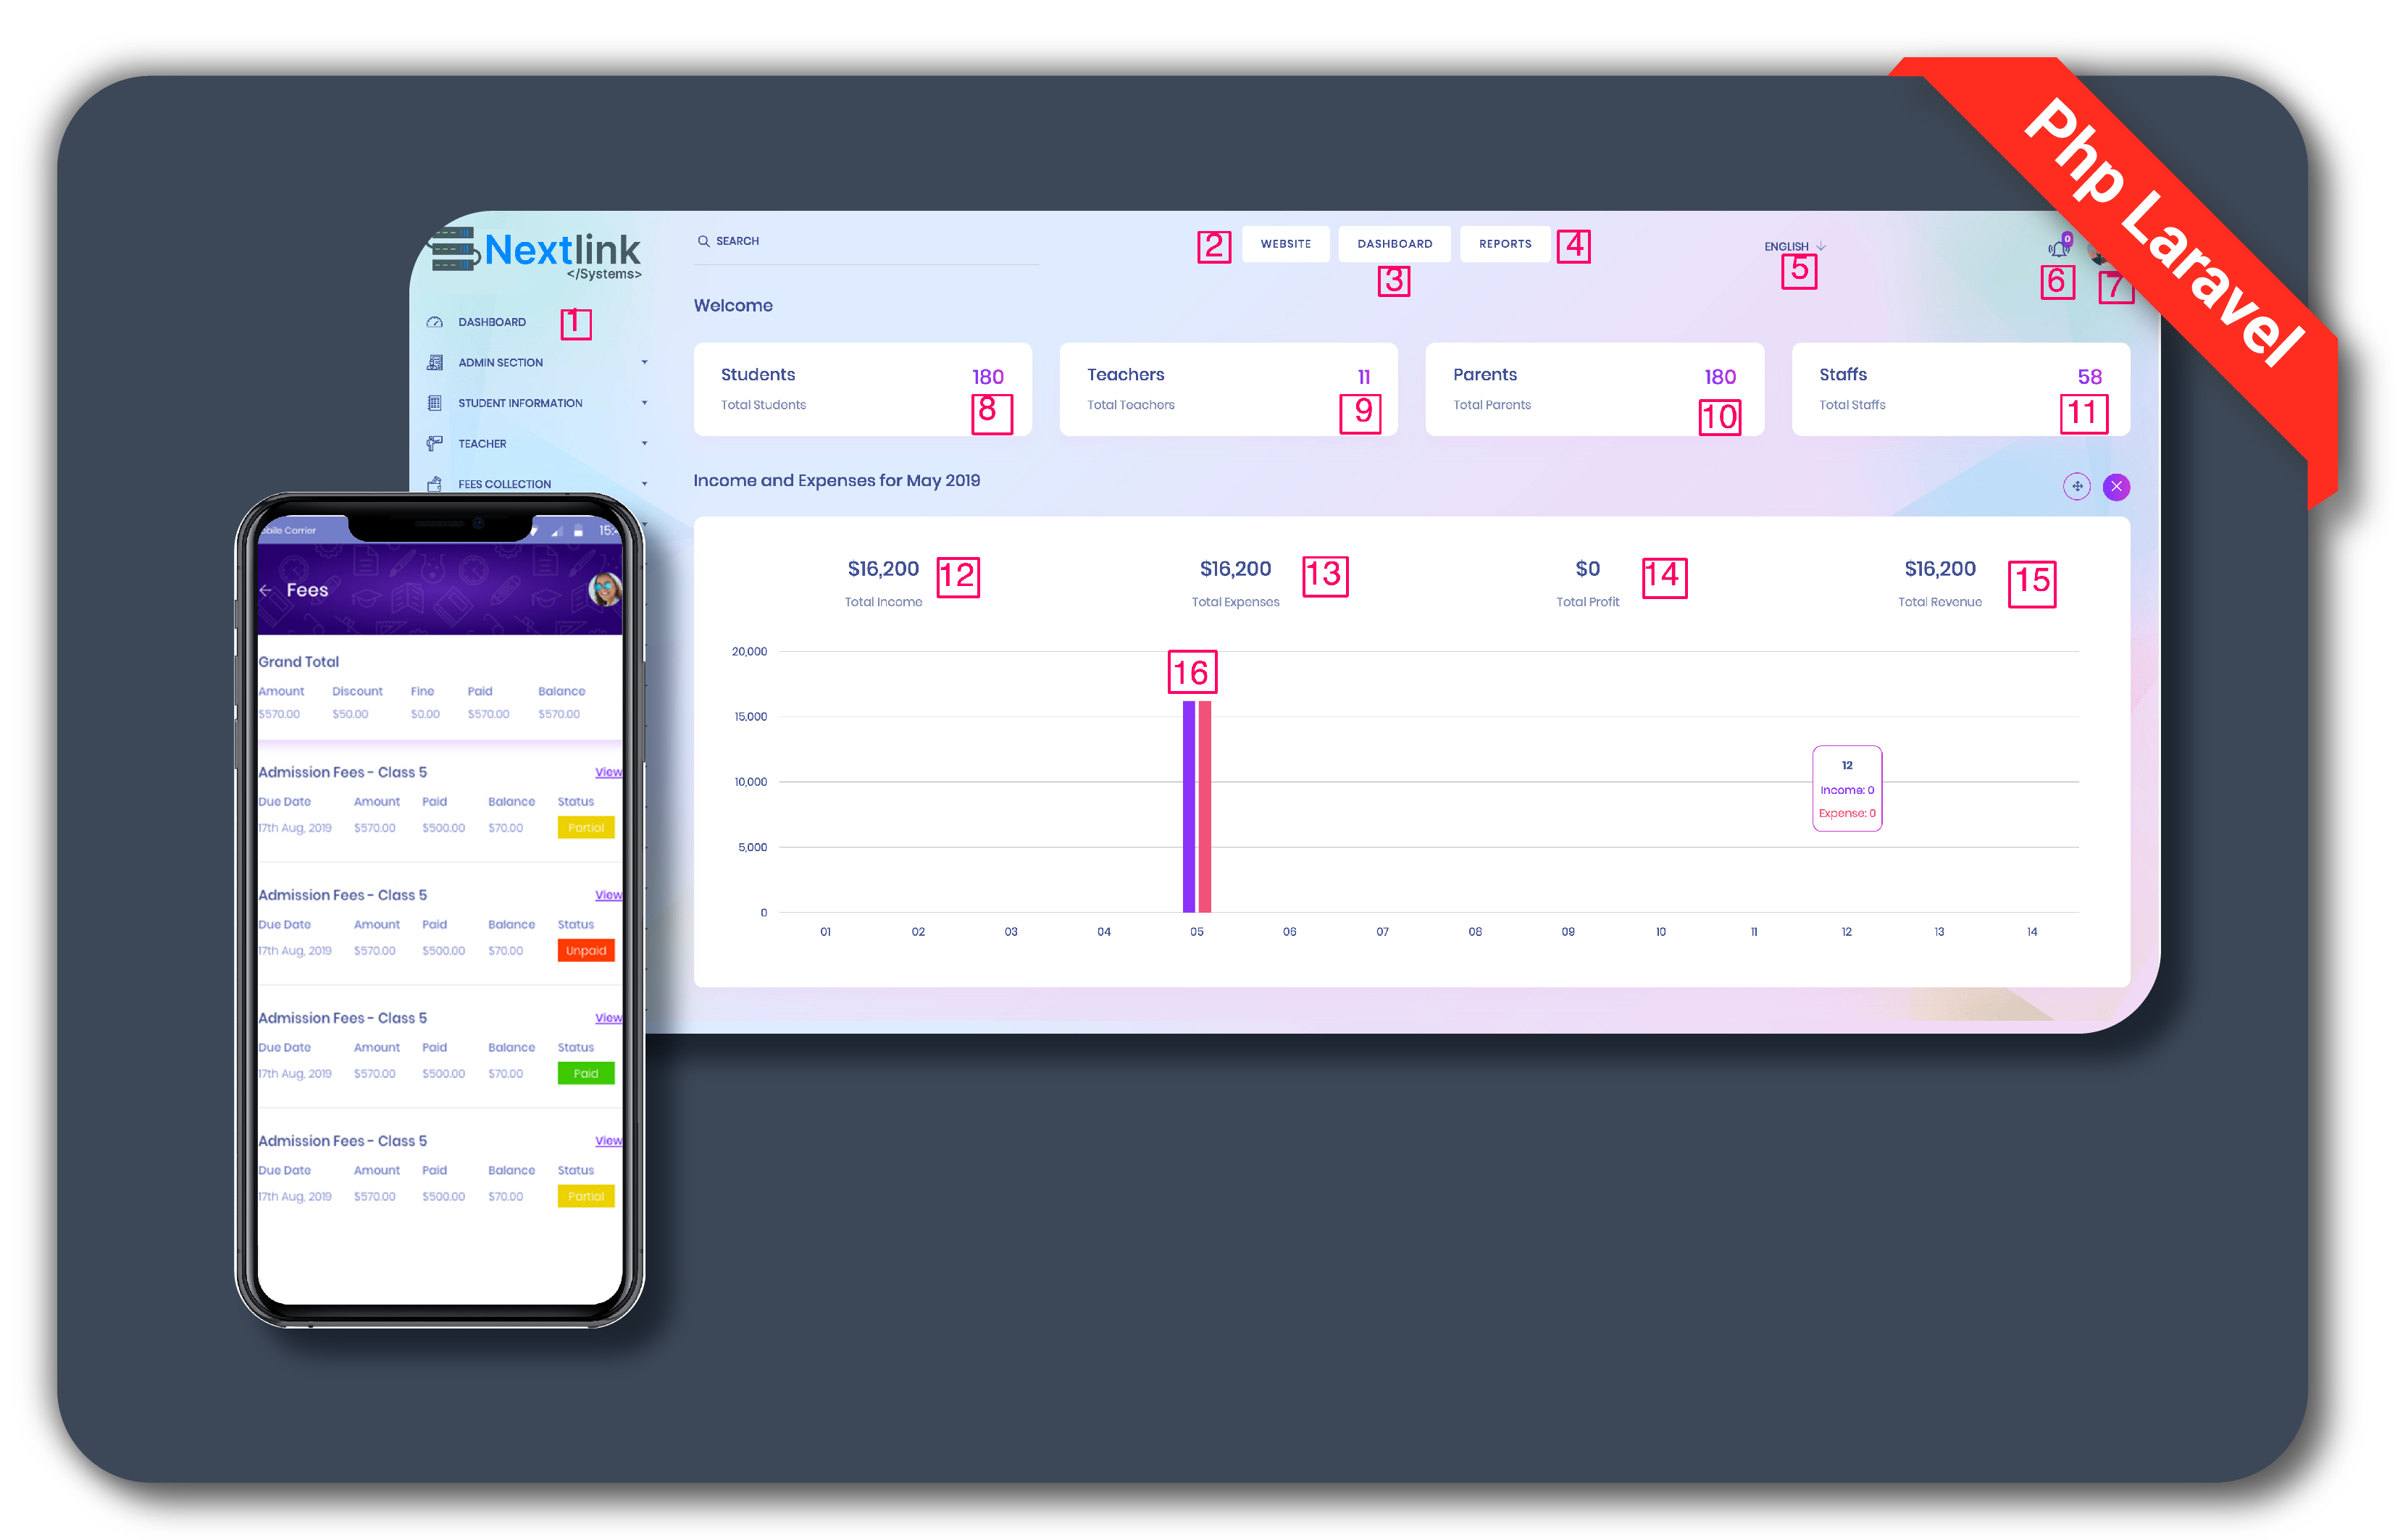 Php Laravel
Nextlink
</Systems>
SEARCH
2
WEBSITE
DASHBOARD
REPORTS
4
3
ENGLISH
5
0
6
7
DASHBOARD
1
ADMIN SECTION
STUDENT INFORMATION
TEACHER
FEES COLLECTION
Welcome
Students
180
Total Students
8
Teachers
11
Total Teachers
9
Parents
180
Total Parents
10
Staffs
58
Total Staffs
11
Income and Expenses for May 2019
$16,200
Total Income
12
$16,200
Total Expenses
13
$0
Total Profit
14
$16,200
Total Revenue
15
20,000
15,000
10,000
5,000
0
16
12
Income: 0
Expense: 0
01 02 03 04 05 06 07 08 09 10 11 12 13 14
Carrier
Fees
Grand Total
Amount Discount Fine Paid Balance
$570.00 $50.00 $0.00 $570.00 $570.00
Admission Fees - Class 5 View
Due Date Amount Paid Balance Status
17th Aug, 2019 $570.00 $500.00 $70.00 Partial
Admission Fees - Class 5 View
Due Date Amount Paid Balance Status
17th Aug, 2019 $570.00 $500.00 $70.00 Unpaid
Admission Fees - Class 5 View
Due Date Amount Paid Balance Status
17th Aug, 2019 $570.00 $500.00 $70.00 Paid
Admission Fees - Class 5 View
Due Date Amount Paid Balance Status
17th Aug, 2019 $570.00 $500.00 $70.00 Partial